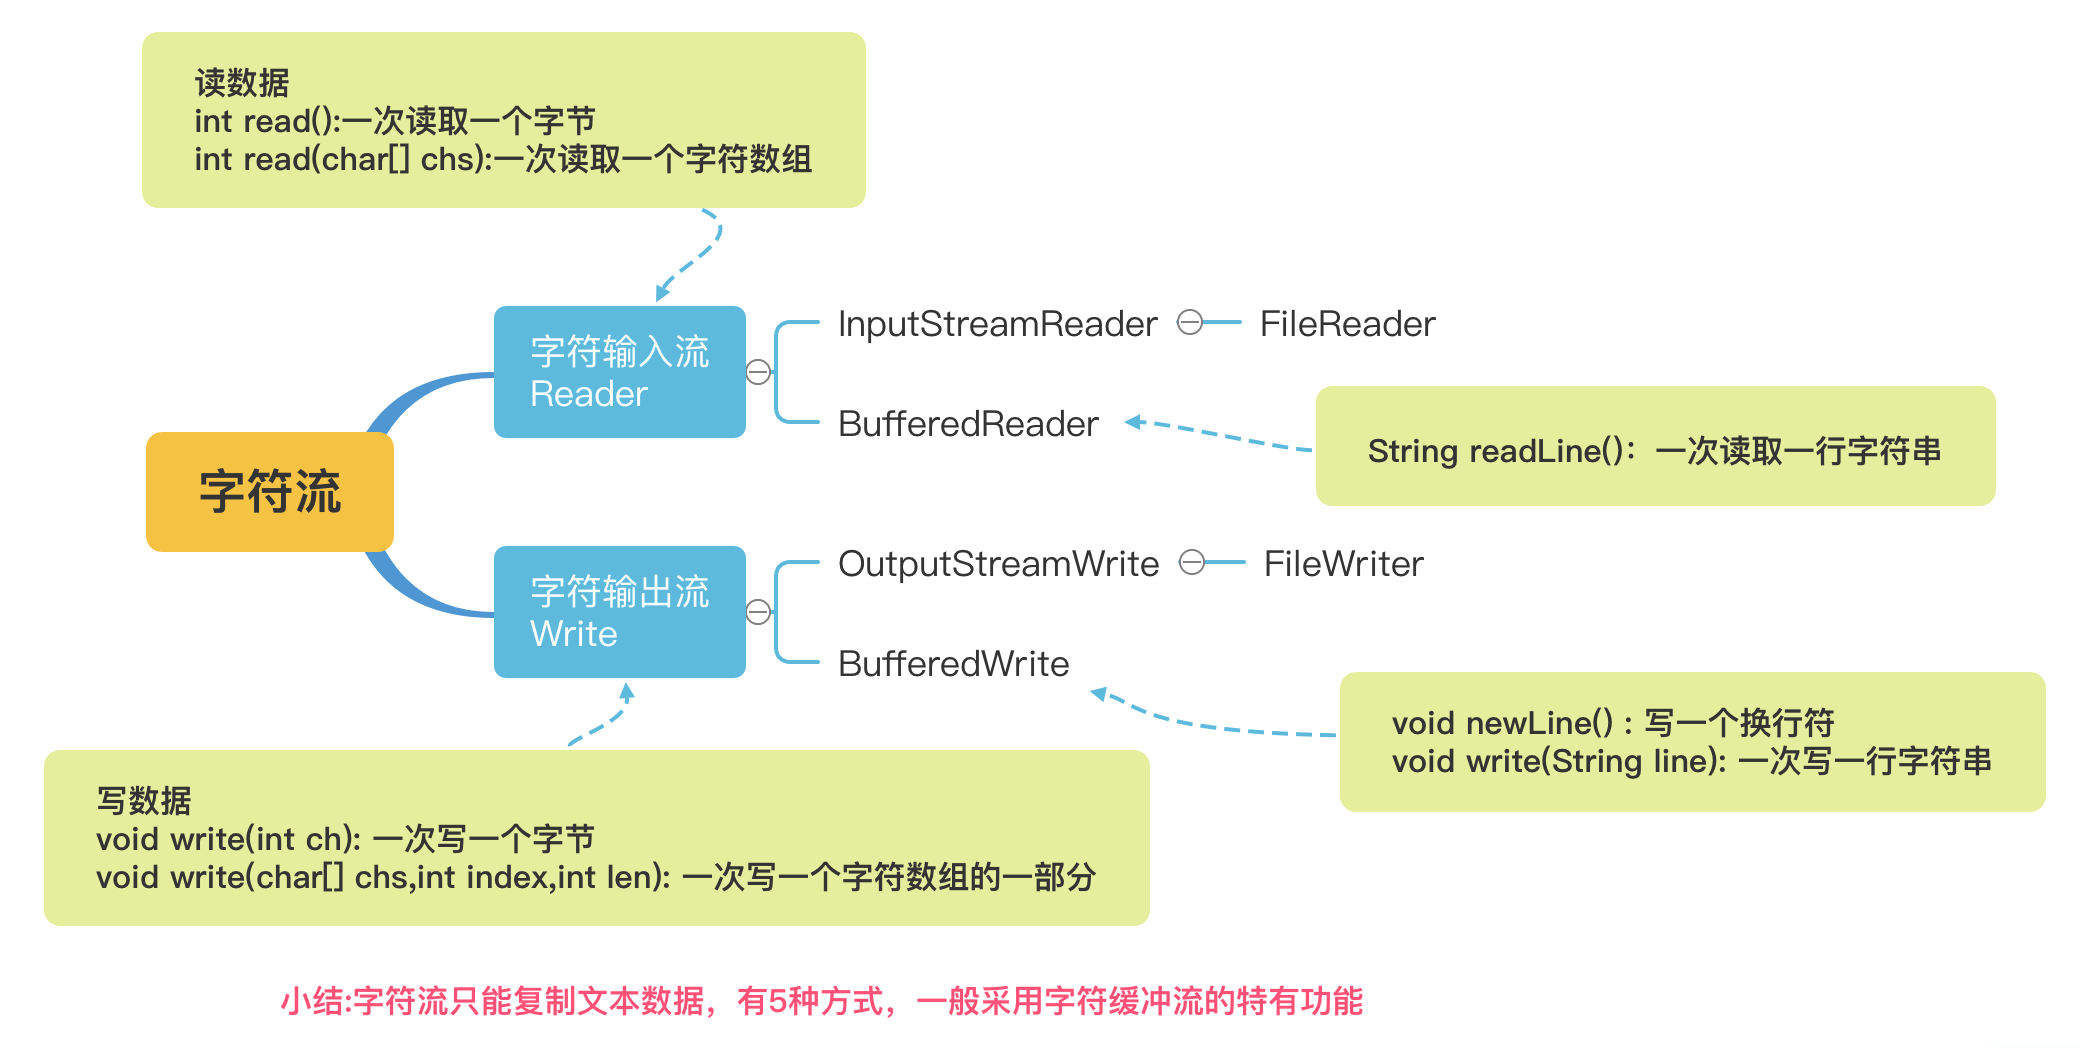 读数据
int read():一次读取一个字节
int read(char[] chs):一次读取一个字符数组
字符流
字符输入流
Reader
InputStreamReader
FileReader
BufferedReader
String readLine()：一次读取一行字符串
字符输出流
Write
OutputStreamWrite
FileWriter
BufferedWrite
void newLine() : 写一个换行符
void write(String line): 一次写一行字符串
写数据
void write(int ch): 一次写一个字节
void write(char[] chs,int index,int len): 一次写一个字符数组的一部分
小结:字符流只能复制文本数据，有5种方式，一般采用字符缓冲流的特有功能